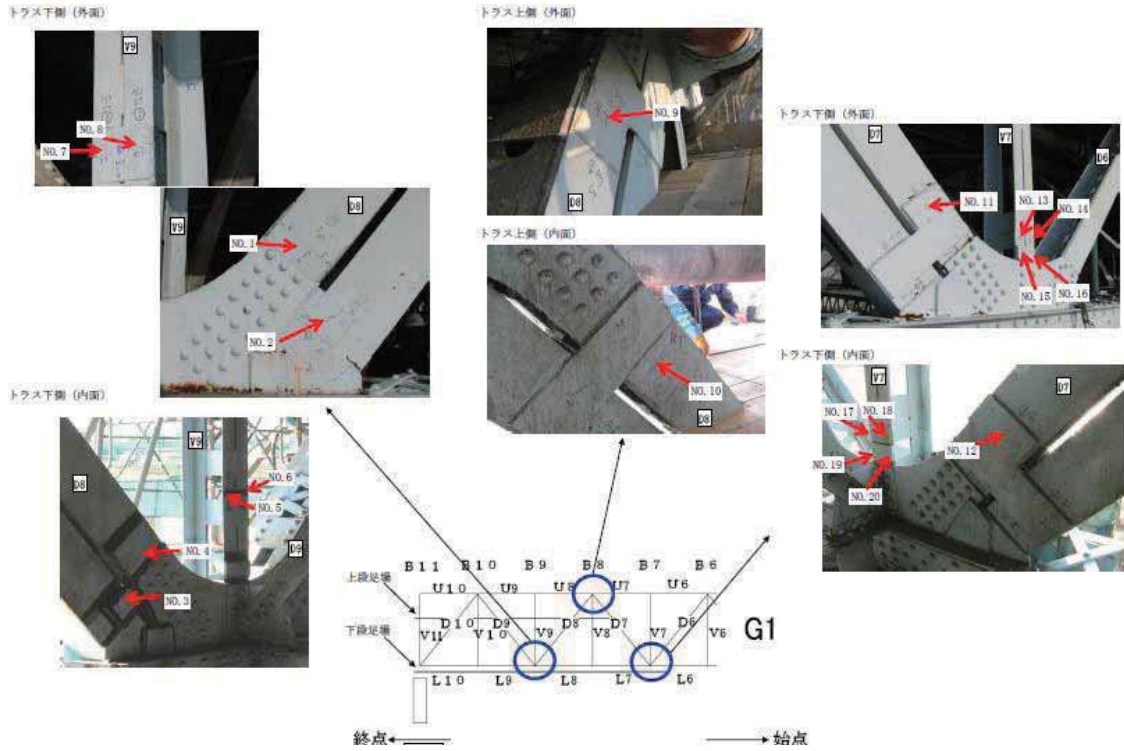 トラス下側 (外面)
V9
NO.8
NO.7
V9
D8
NO.1
NO.2
トラス下側 (内面)
V9
D8
NO.6
NO.5
NO.4
D9
NO.3
トラス上側 (外面)
NO.9
D8
トラス上側 (内面)
NO.10
D8
トラス下側 (外面)
D7
V7
D6
NO.11
NO.13
NO.14
NO.15
NO.16
トラス下側 (内面)
V7
D7
NO.17
NO.18
NO.12
NO.19
NO.20
B11 B10 B9 B8 B7 B6
上段足場
U10 U9 U8 U7 U6
D10 D9 D8 D7 D6
下段足場
V11 V10 V9 V8 V7 V6
G1
L10 L9 L8 L7 L6
終点
始点